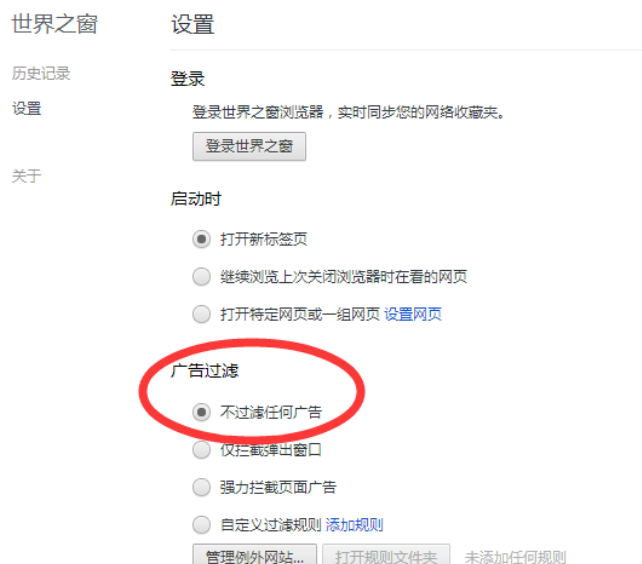 世界之窗
设置
历史记录
设置
关于
登录
登录世界之窗浏览器，实时同步您的网络收藏夹。
登录世界之窗
启动时
打开新标签页
继续浏览上次关闭浏览器时在看的网页
打开特定网页或一组网页 设置网页
广告过滤
不过滤任何广告
仅拦截弹出窗口
强力拦截页面广告
自定义过滤规则 添加规则
管理例外网站... 打开规则文件夹 未添加任何规则